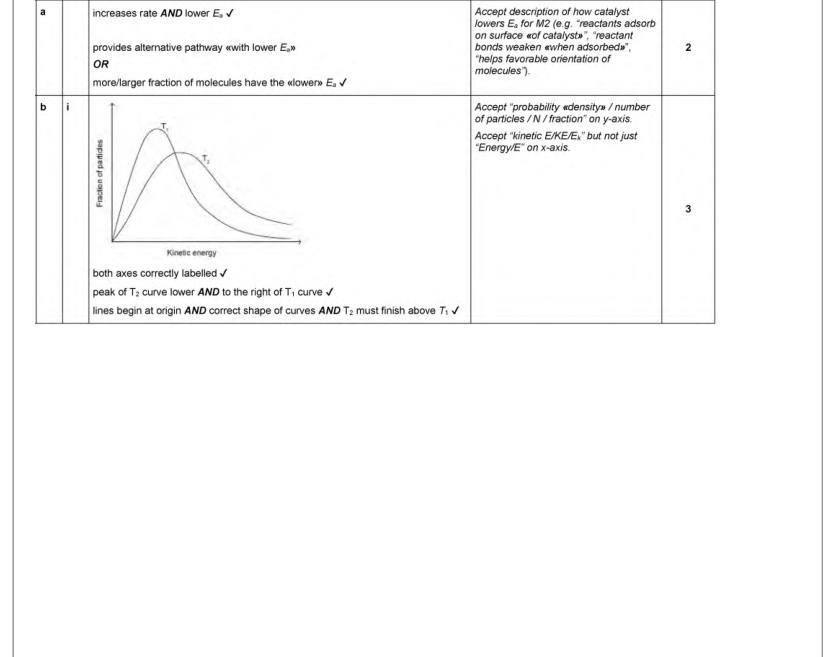 a
increases rate AND lower Ea ✓
provides alternative pathway «with lower Ea»
OR
more/larger fraction of molecules have the «lower» Ea ✓
Accept description of how catalyst
lowers Ea for M2 (e.g. "reactants adsorb
on surface «of catalyst»", "reactant
bonds weaken «when adsorbed»",
"helps favorable orientation of
molecules").
2
b i
Fraction of particles
T1
T2
Kinetic energy
both axes correctly labelled ✓
peak of T2 curve lower AND to the right of T1 curve ✓
lines begin at origin AND correct shape of curves AND T2 must finish above T1 ✓
Accept "probability «density» / number
of particles / N / fraction" on y-axis.
Accept "kinetic E/KE/Ek" but not just
"Energy/E" on x-axis.
3